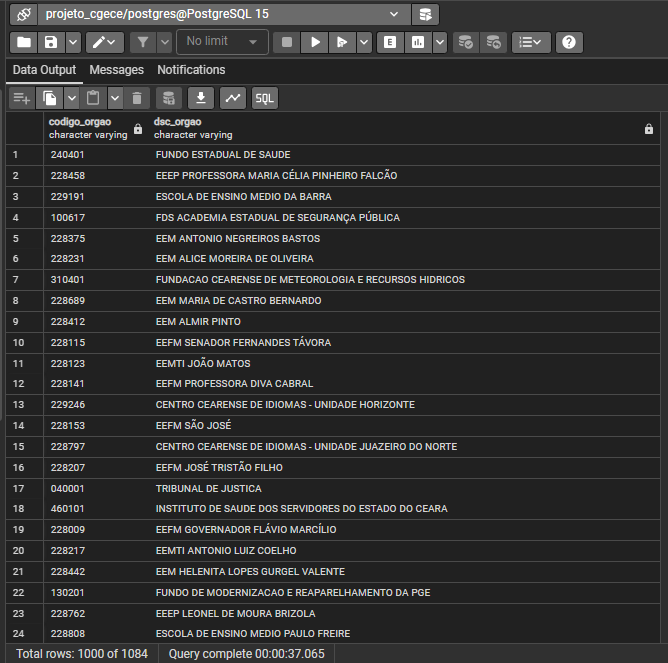 projeto_cgece/postgres@PostgreSQL 15
No limit
E
Data Output Messages Notifications
SQL
codigo_orgao dsc_orgao
character varying character varying
1 240401 FUNDO ESTADUAL DE SAUDE
2 228458 EEEP PROFESSORA MARIA CÉLIA PINHEIRO FALCÃO
3 229191 ESCOLA DE ENSINO MEDIO DA BARRA
4 100617 FDS ACADEMIA ESTADUAL DE SEGURANÇA PÚBLICA
5 228375 EEM ANTONIO NEGREIROS BASTOS
6 228231 EEM ALICE MOREIRA DE OLIVEIRA
7 310401 FUNDACAO CEARENSE DE METEOROLOGIA E RECURSOS HIDRICOS
8 228689 EEM MARIA DE CASTRO BERNARDO
9 228412 EEM ALMIR PINTO
10 228115 EEFM SENADOR FERNANDES TÁVORA
11 228123 EEMTI JOÃO MATOS
12 228141 EEFM PROFESSORA DIVA CABRAL
13 229246 CENTRO CEARENSE DE IDIOMAS - UNIDADE HORIZONTE
14 228153 EEFM SÃO JOSÉ
15 228797 CENTRO CEARENSE DE IDIOMAS - UNIDADE JUAZEIRO DO NORTE
16 228207 EEFM JOSÉ TRISTÃO FILHO
17 040001 TRIBUNAL DE JUSTICA
18 460101 INSTITUTO DE SAUDE DOS SERVIDORES DO ESTADO DO CEARA
19 228009 EEFM GOVERNADOR FLÁVIO MARCÍLIO
20 228217 EEMTI ANTONIO LUIZ COELHO
21 228442 EEM HELENITA LOPES GURGEL VALENTE
22 130201 FUNDO DE MODERNIZACAO E REAPARELHAMENTO DA PGE
23 228762 EEEP LEONEL DE MOURA BRIZOLA
24 228808 ESCOLA DE ENSINO MEDIO PAULO FREIRE
Total rows: 1000 of 1084 Query complete 00:00:37.065